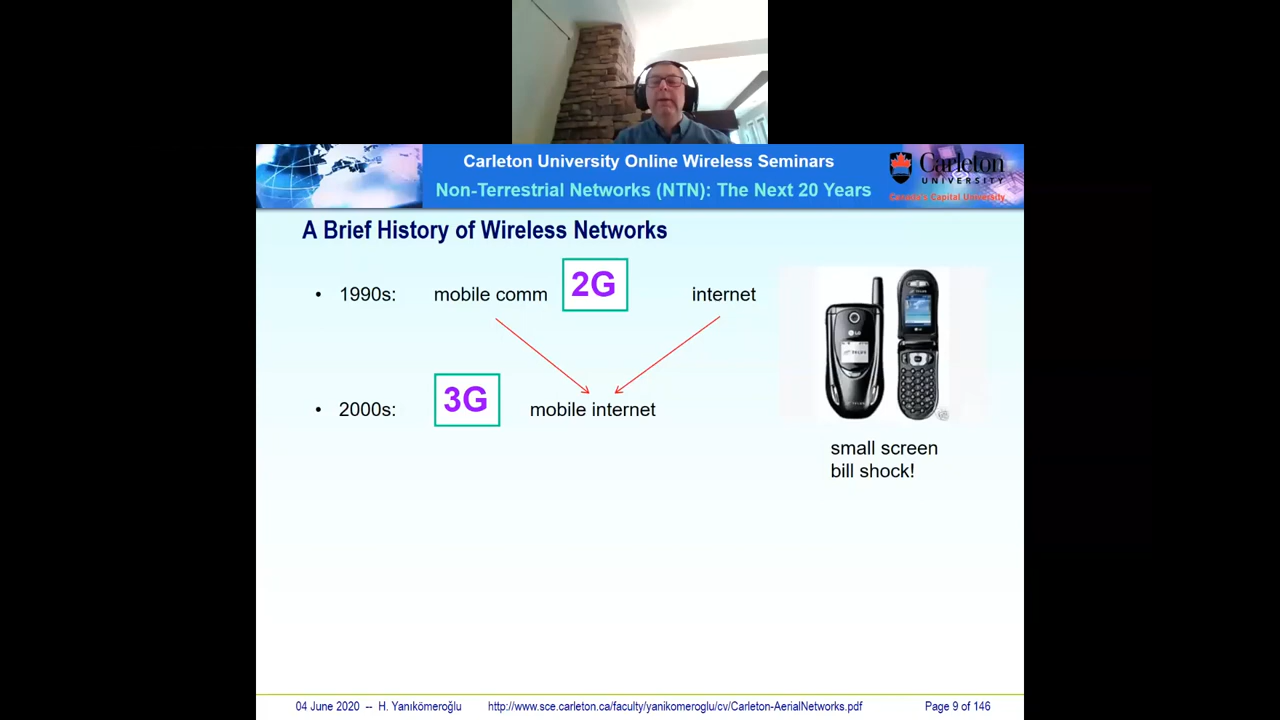 Carleton University Online Wireless Seminars
Non-Terrestrial Networks (NTN): The Next 20 Years
Carleton
UNIVERSITY
Canada's Capital University
A Brief History of Wireless Networks
• 1990s: mobile comm 2G internet
• 2000s: 3G mobile internet
LG
TELUS
small screen
bill shock!
04 June 2020 -- H. Yanıkömeroğlu http://www.sce.carleton.ca/faculty/yanikomeroglu/cv/Carleton-AerialNetworks.pdf Page 9 of 146